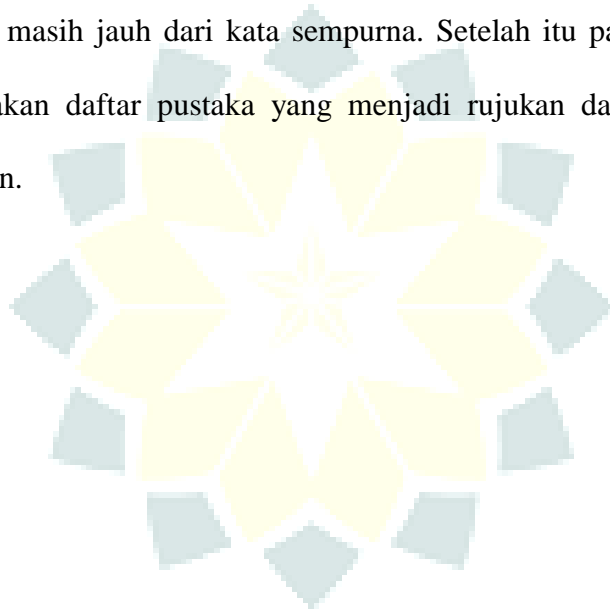 masih jauh dari kata sempurna. Setelah itu pa
kan daftar pustaka yang menjadi rujukan da
n.